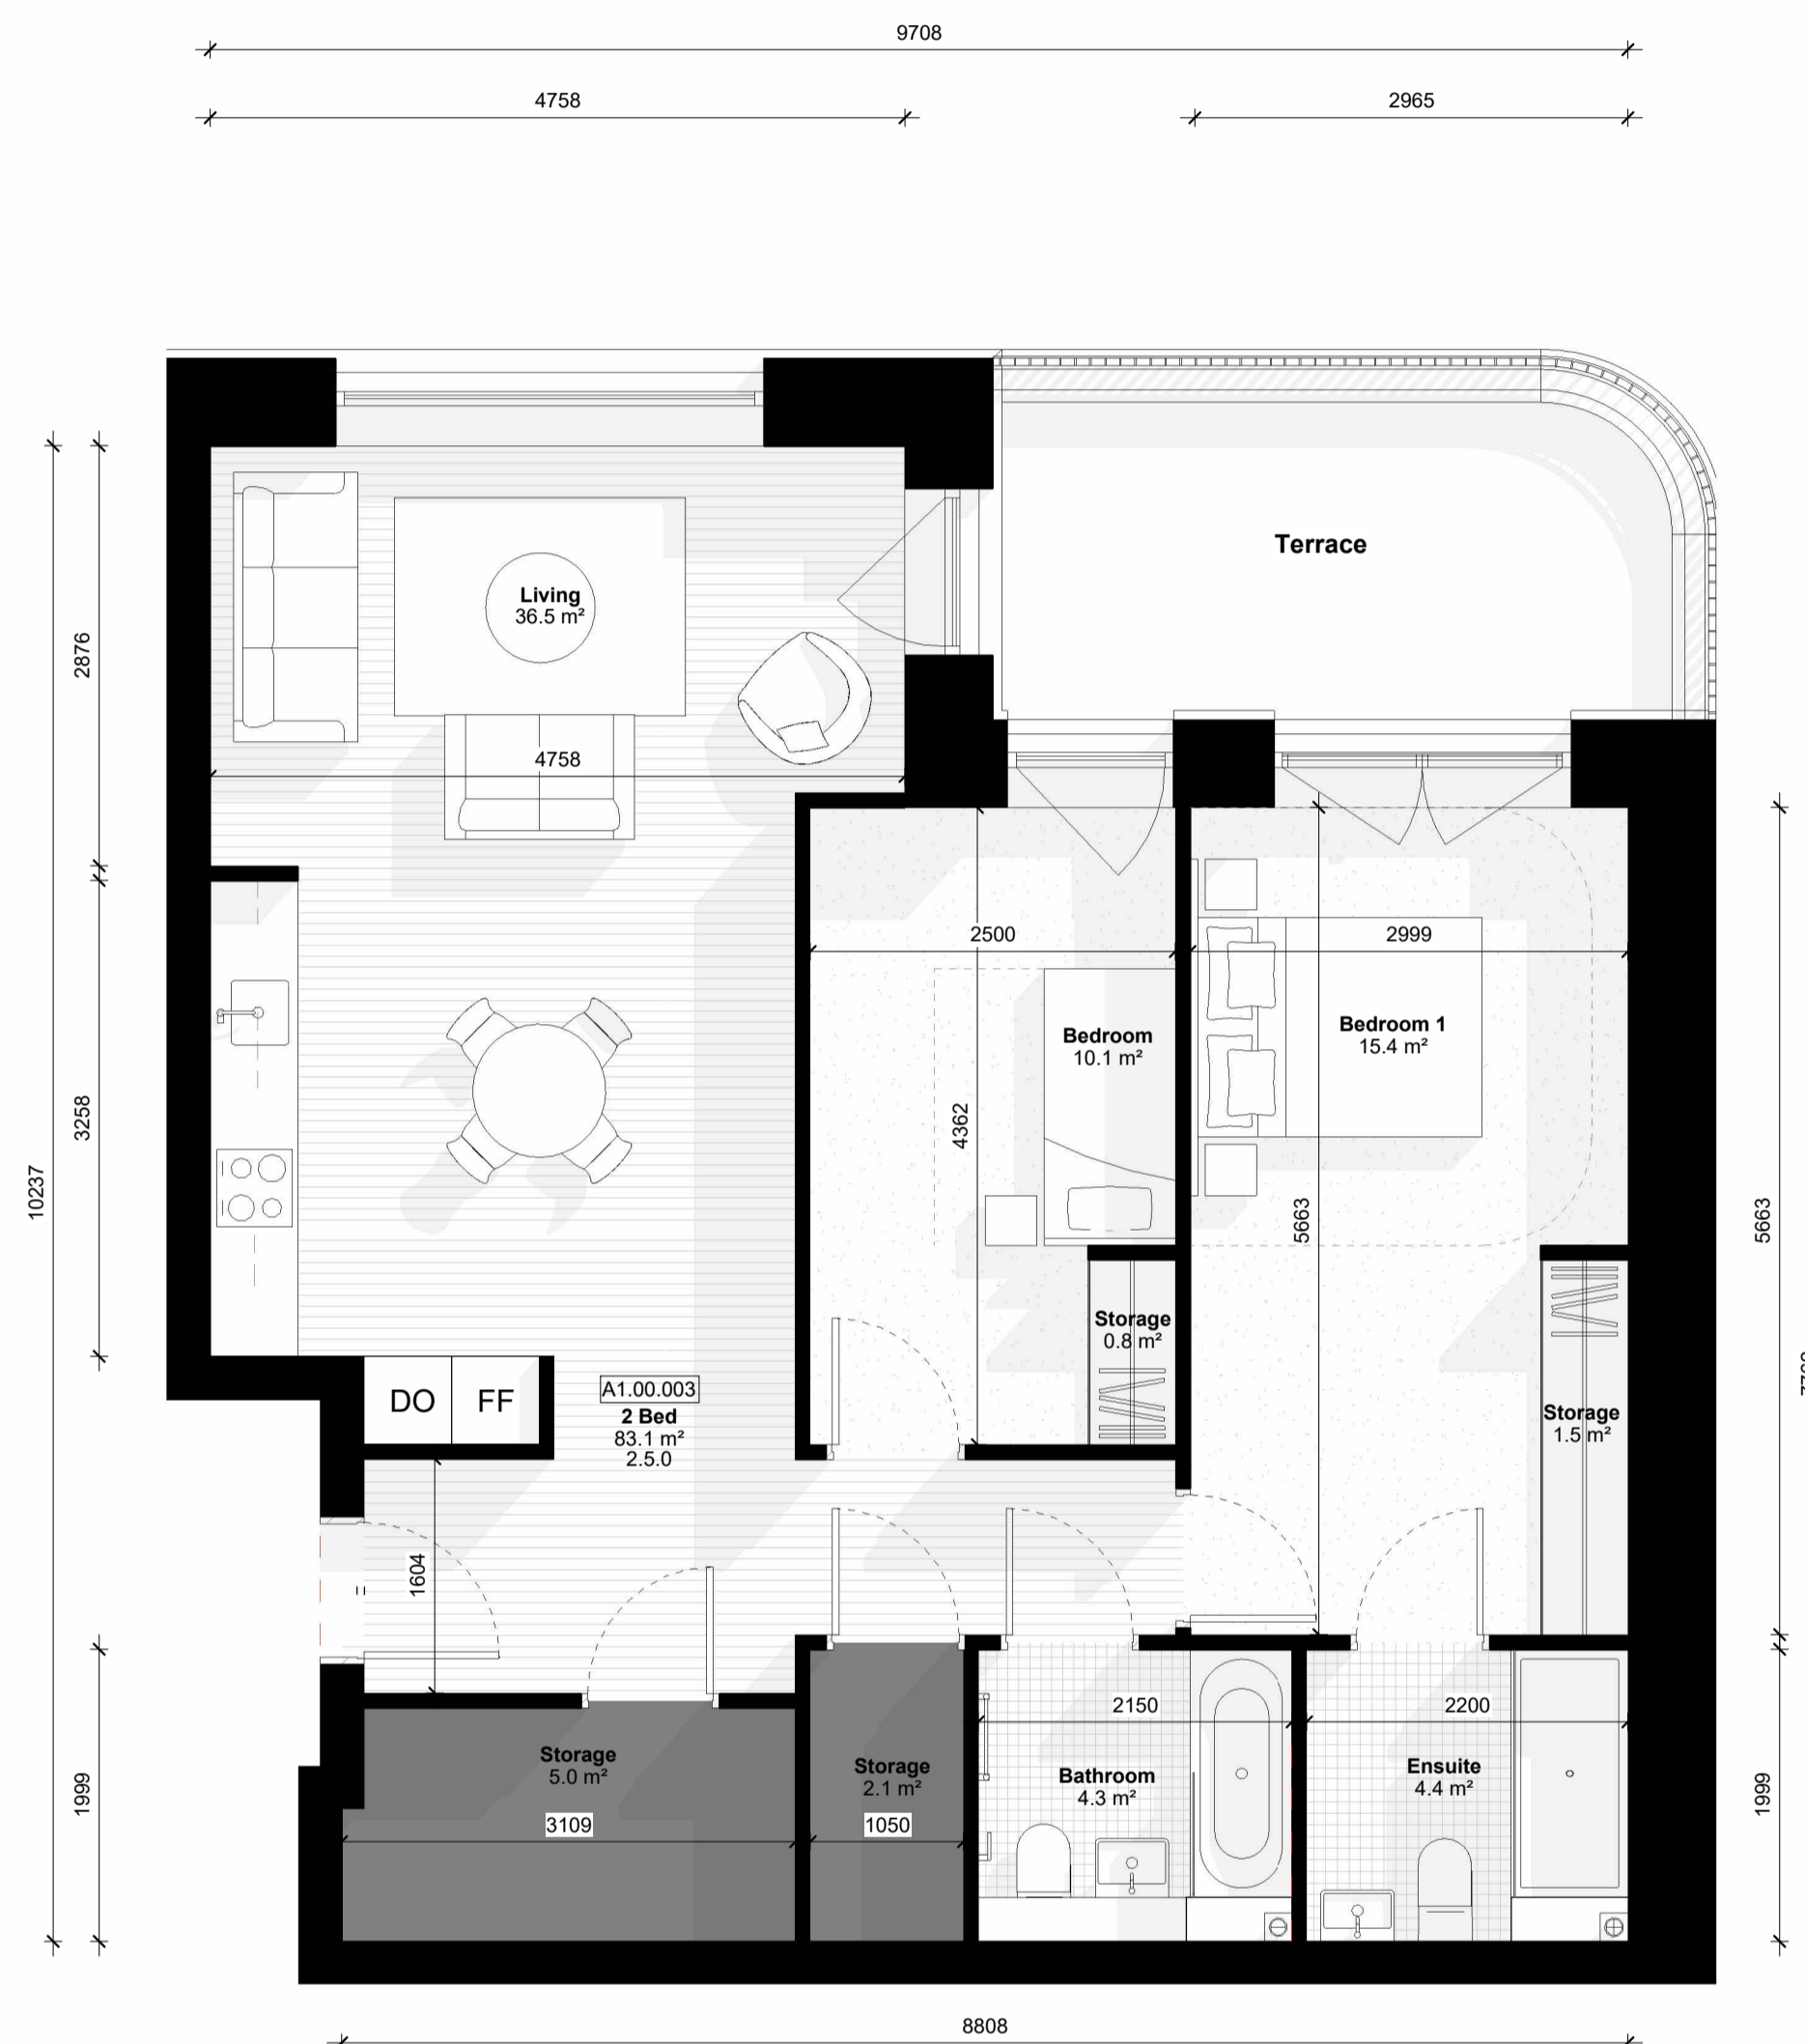 9708
4758
2965
Living
36.5 m²
Terrace
2876
4758
2500
2999
Bedroom
10.1 m²
Bedroom 1
15.4 m²
3258
4362
10237
5663
5663
Storage
0.8 m²
DO
FF
A1.00.003
2 Bed
83.1 m²
2.5.0
Storage
1.5 m²
1604
2150
2200
Storage
5.0 m²
Storage
2.1 m²
Bathroom
4.3 m²
Ensuite
4.4 m²
1999
1999
3109
1050
8808